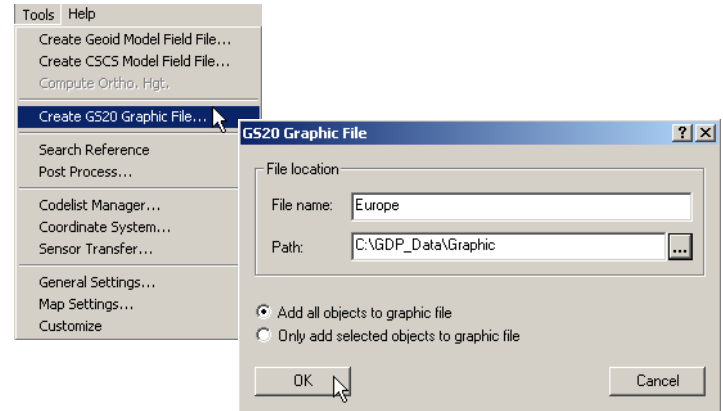 Tools Help
Create Geoid Model Field File...
Create CSCS Model Field File...
Compute Ortho. Hgt.
Create GS20 Graphic File...
Search Reference
Post Process...
Codelist Manager...
Coordinate System...
Sensor Transfer...
General Settings...
Map Settings...
Customize
GS20 Graphic File
File location
File name: Europe
Path: C:\GDP_Data\Graphic ...
Add all objects to graphic file
Only add selected objects to graphic file
OK Cancel